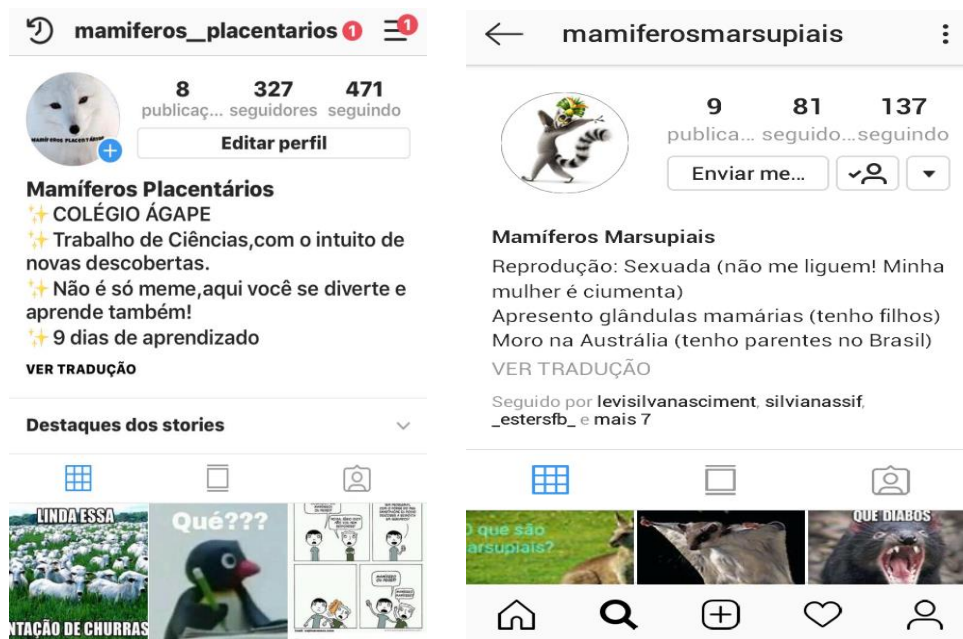 mamiferos__placentarios 1
1
8 327 471
publicaç... seguidores seguindo
Editar perfil
Mamíferos Placentários
✨ COLÉGIO ÁGAPE
✨ Trabalho de Ciências,com o intuito de
novas descobertas.
✨ Não é só meme,aqui você se diverte e
aprende também!
✨ 9 dias de aprendizado
VER TRADUÇÃO
Destaques dos stories
LINDA ESSA
NTAÇÃO DE CHURRAS
Qué???
mamiferosmarsupiais
9 81 137
publica... seguido... seguindo
Enviar me...
Mamíferos Marsupiais
Reprodução: Sexuada (não me liguem! Minha
mulher é ciumenta)
Apresento glândulas mamárias (tenho filhos)
Moro na Austrália (tenho parentes no Brasil)
VER TRADUÇÃO
Seguido por levisilvanasciment, silvianassif,
_estersfb_ e mais 7
O que são
arsupiais?
QUE DIABOS